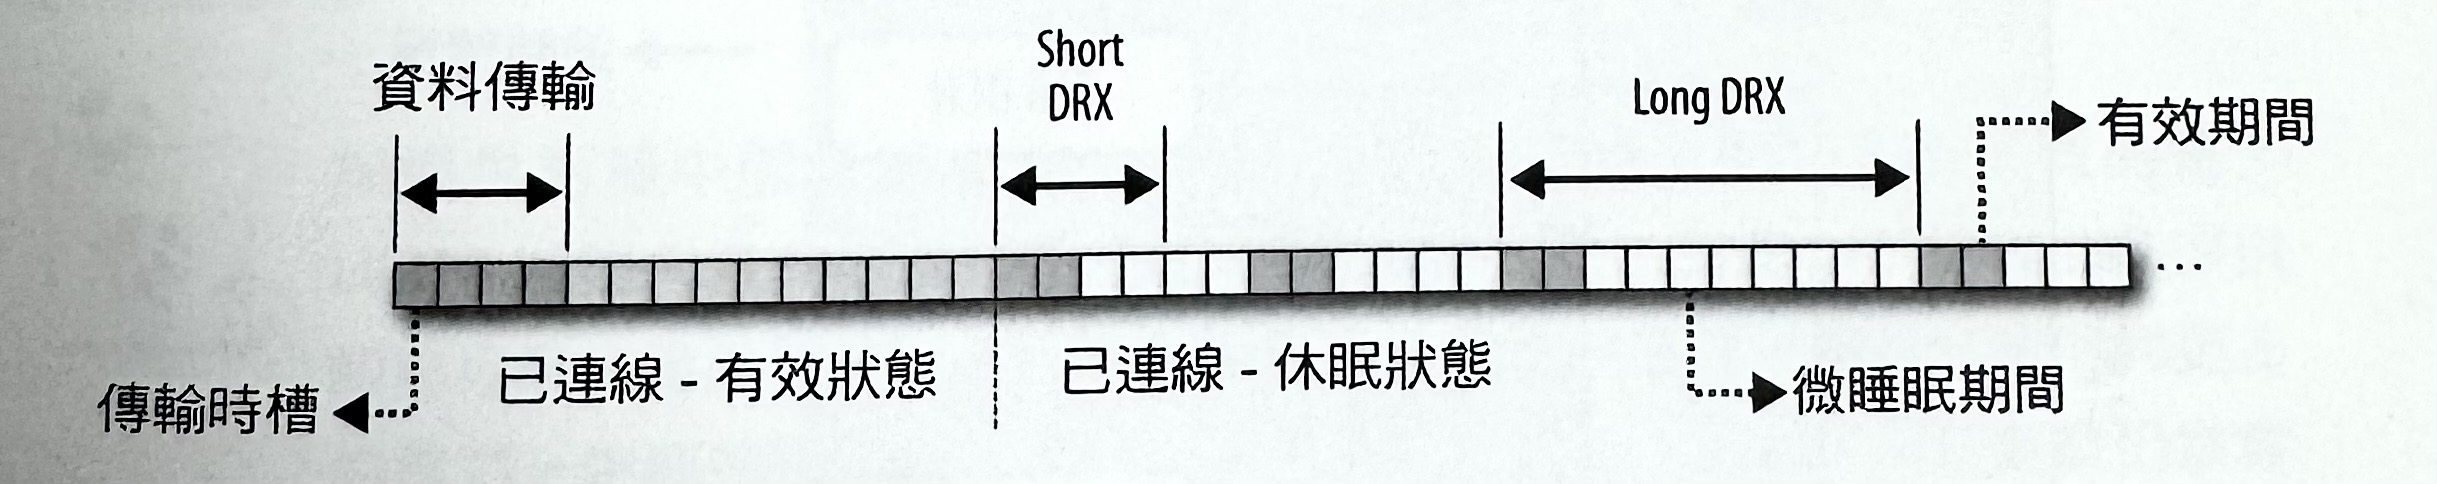 Short
DRX
資料傳輸
Long DRX
有效期間
已連線 - 有效狀態
已連線 - 休眠狀態
傳輸時槽
微睡眠期間
...